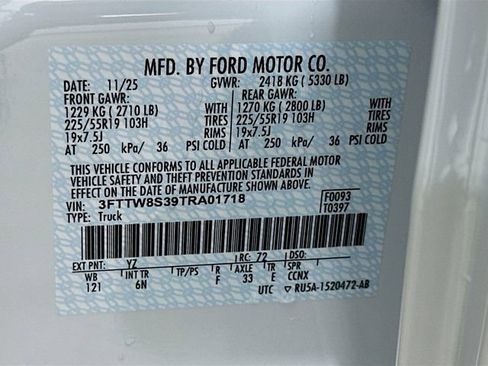 MFD. BY FORD MOTOR CO.
DATE: 11/25 GVWR: 2418 KG ( 5330 LB)
FRONT GAWR: REAR GAWR:
1229 KG ( 2710 LB) WITH 1270 KG ( 2800 LB) WITH
225/55R19 103H TIRES 225/55R19 103H TIRES
19x7.5J RIMS 19x7.5J RIMS
AT 250 kPa/ 36 PSI COLD AT 250 kPa/ 36 PSI COLD
THIS VEHICLE CONFORMS TO ALL APPLICABLE FEDERAL MOTOR
VEHICLE SAFETY, BUMPER, AND THEFT PREVENTION STANDARDS IN
EFFECT ON THE DATE OF MANUFACTURE SHOWN ABOVE.
VIN: 3FTTW8S39TRA01718 F0093
TYPE: Truck T0397
EXT PNT: YZ RC: 72 DSO:
WB INT TR TP/PS R AXLE TR SPR
121 6N F 33 E CCNX
UTC RU5A-1520472-AB